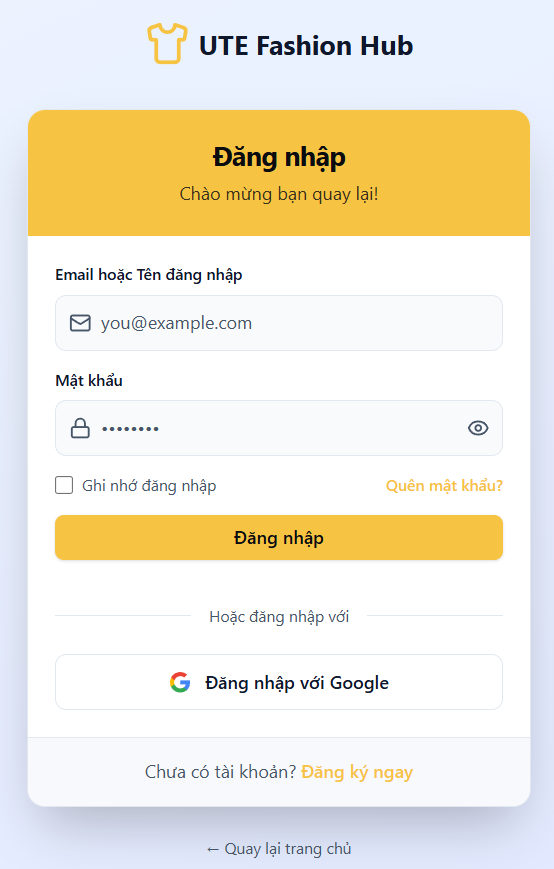 UTE Fashion Hub
Đăng nhập
Chào mừng bạn quay lại!
Email hoặc Tên đăng nhập
you@example.com
Mật khẩu
••••••••
Ghi nhớ đăng nhập
Quên mật khẩu?
Đăng nhập
Hoặc đăng nhập với
Đăng nhập với Google
Chưa có tài khoản? Đăng ký ngay
← Quay lại trang chủ